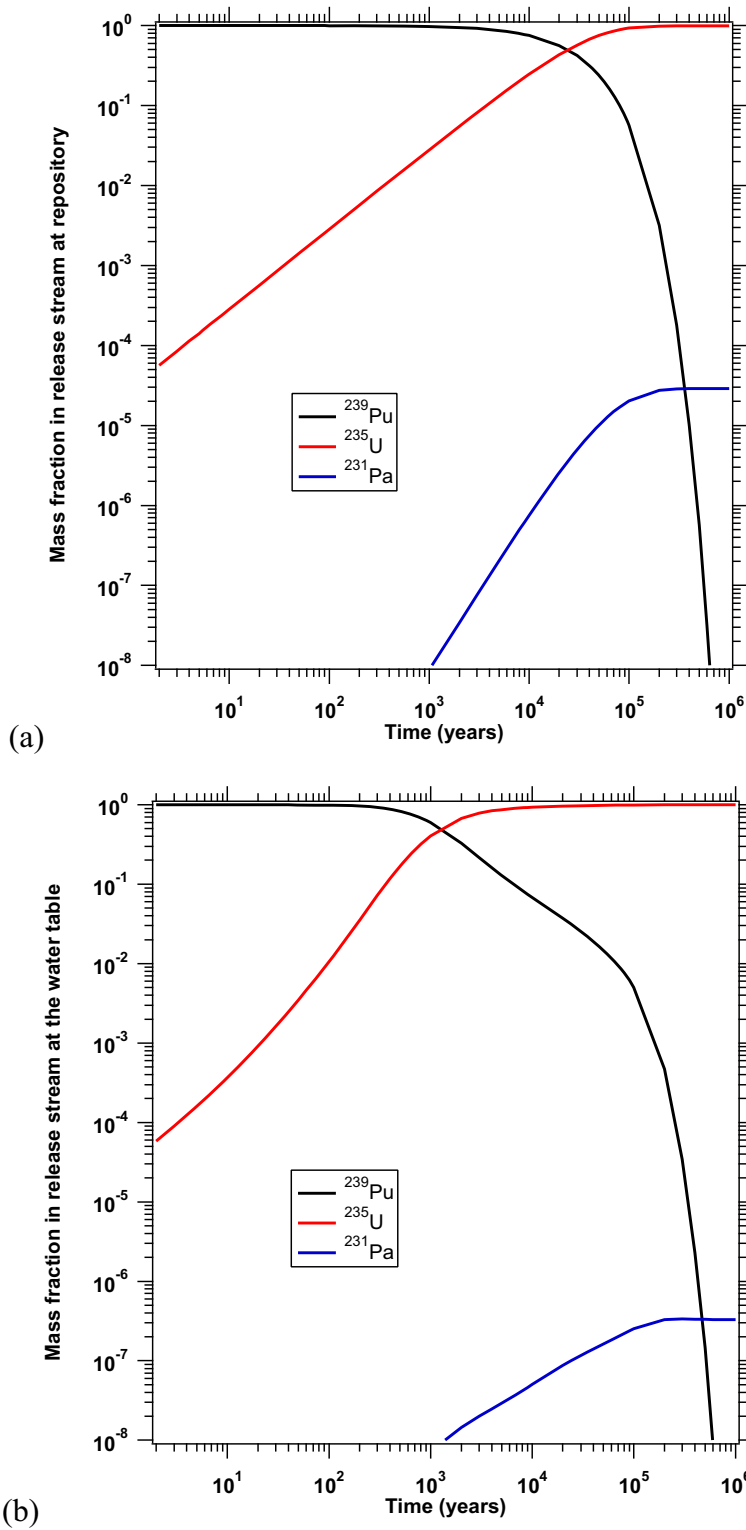 10^0
10^-1
10^-2
10^-3
10^-4
10^-5
10^-6
10^-7
10^-8
Mass fraction in release stream at repository
239Pu
235U
231Pa
10^1 10^2 10^3 10^4 10^5 10^6
Time (years)
(a)
10^0
10^-1
10^-2
10^-3
10^-4
10^-5
10^-6
10^-7
10^-8
Mass fraction in release stream at the water table
239Pu
235U
231Pa
10^1 10^2 10^3 10^4 10^5 10^6
Time (years)
(b)